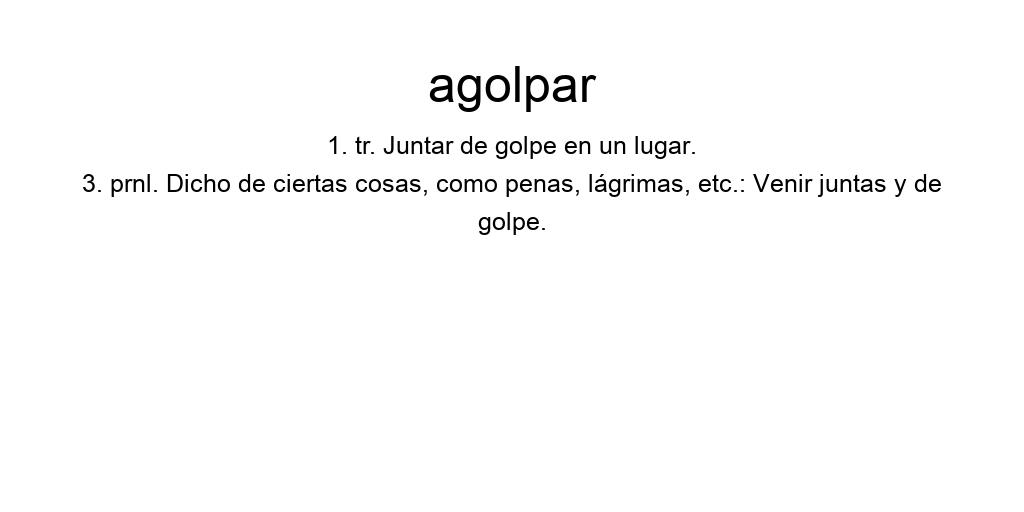 agolpar
1. tr. Juntar de golpe en un lugar.
3. prnl. Dicho de ciertas cosas, como penas, lágrimas, etc.: Venir juntas y de
golpe.